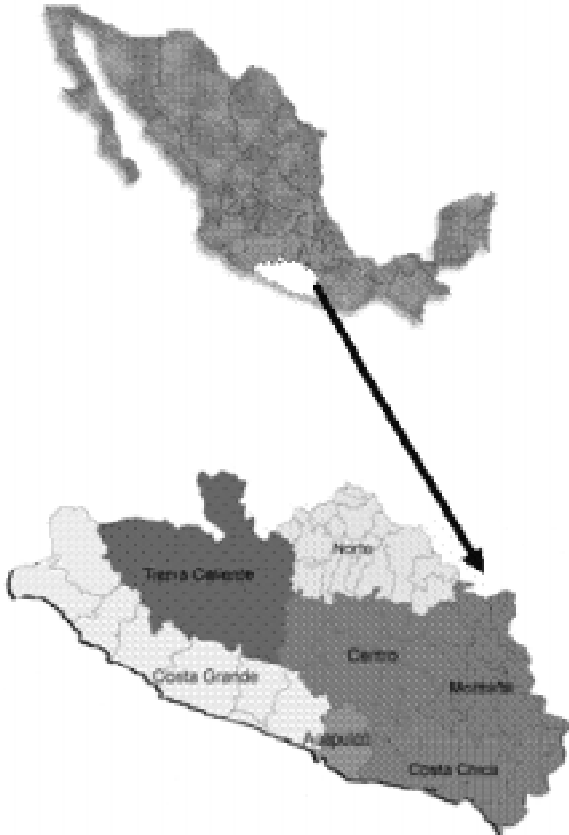 Norte
Tierra Caliente
Centro
Costa Grande
Montaña
Acapulco
Costa Chica